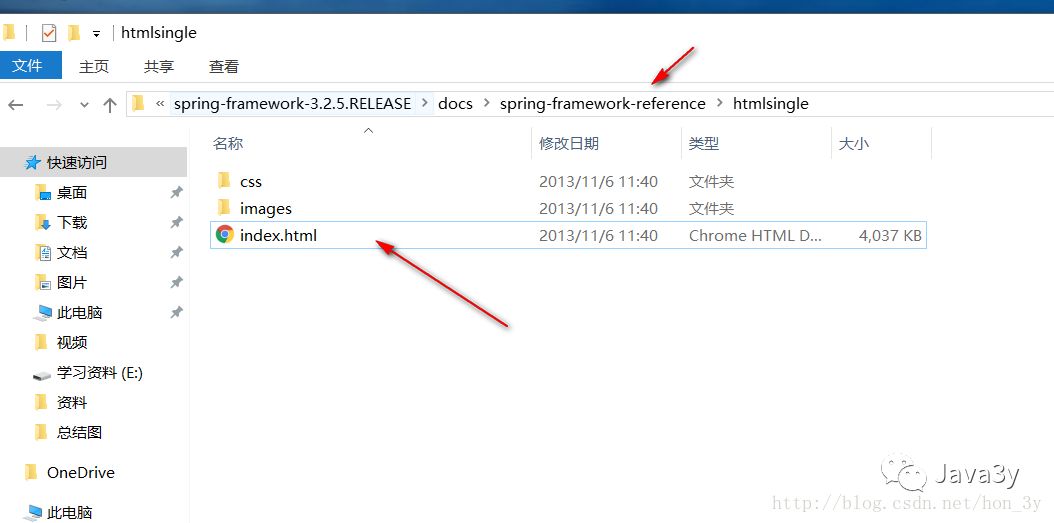 htmlsingle
文件 主页 共享 查看
« spring-framework-3.2.5.RELEASE > docs > spring-framework-reference > htmlsingle
名称 修改日期 类型 大小
快速访问
桌面
下载
文档
图片
此电脑
视频
学习资料 (E:)
资料
总结图
OneDrive
此电脑
css 2013/11/6 11:40 文件夹
images 2013/11/6 11:40 文件夹
index.html 2013/11/6 11:40 Chrome HTML D... 4,037 KB
Java3y
http://blog.csdn.net/hon_3y